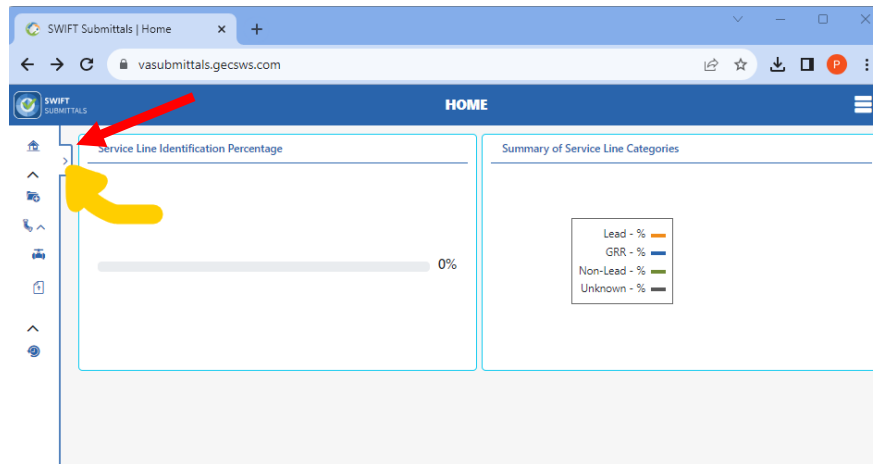 SWIFT Submittals | Home
vasubmittals.gecsws.com
P
SWIFT
SUBMITTALS
HOME
Service Line Identification Percentage
0%
Summary of Service Line Categories
Lead - %
GRR - %
Non-Lead - %
Unknown - %